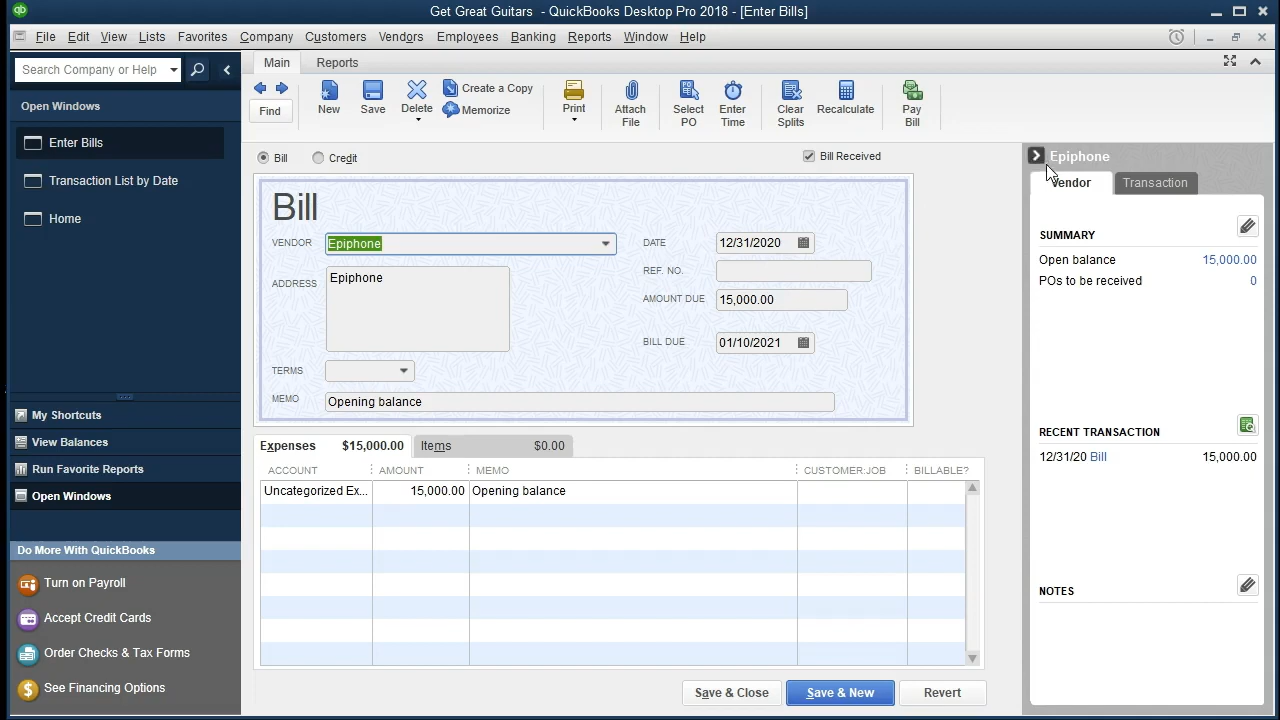 Get Great Guitars - QuickBooks Desktop Pro 2018 - [Enter Bills]
File Edit View Lists Favorites Company Customers Vendors Employees Banking Reports Window Help
Search Company or Help
Main Reports
Open Windows
Enter Bills
Transaction List by Date
Home
My Shortcuts
View Balances
Run Favorite Reports
Open Windows
Do More With QuickBooks
Turn on Payroll
Accept Credit Cards
Order Checks & Tax Forms
See Financing Options
Find
New
Save
Delete
Create a Copy
Memorize
Print
Attach
File
Select
PO
Enter
Time
Clear
Splits
Recalculate
Pay
Bill
Bill Credit Bill Received
Bill
VENDOR Epiphone
ADDRESS Epiphone
TERMS
MEMO Opening balance
DATE 12/31/2020
REF. NO.
AMOUNT DUE 15,000.00
BILL DUE 01/10/2021
Expenses $15,000.00 Items $0.00
ACCOUNT AMOUNT MEMO CUSTOMER:JOB BILLABLE?
Uncategorized Ex... 15,000.00 Opening balance
Save & Close Save & New Revert
Epiphone
Vendor Transaction
SUMMARY
Open balance 15,000.00
POs to be received 0
RECENT TRANSACTION
12/31/20 Bill 15,000.00
NOTES